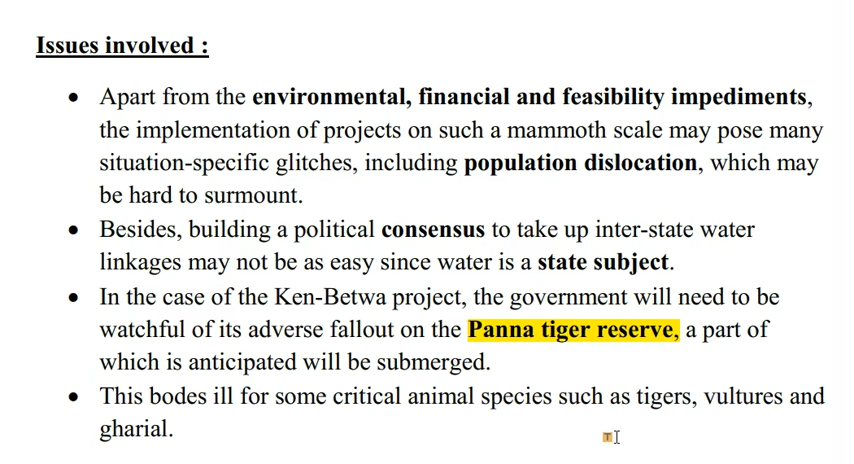 Issues involved :
• Apart from the environmental, financial and feasibility impediments,
the implementation of projects on such a mammoth scale may pose many
situation-specific glitches, including population dislocation, which may
be hard to surmount.
• Besides, building a political consensus to take up inter-state water
linkages may not be as easy since water is a state subject.
• In the case of the Ken-Betwa project, the government will need to be
watchful of its adverse fallout on the Panna tiger reserve, a part of
which is anticipated will be submerged.
• This bodes ill for some critical animal species such as tigers, vultures and
gharial.